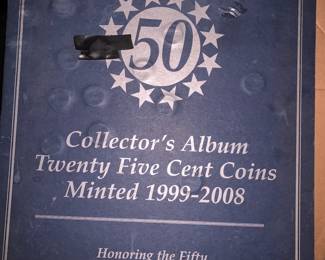 50
Collector's Album
Twenty Five Cent Coins
Minted 1999-2008
Honoring the Fifty